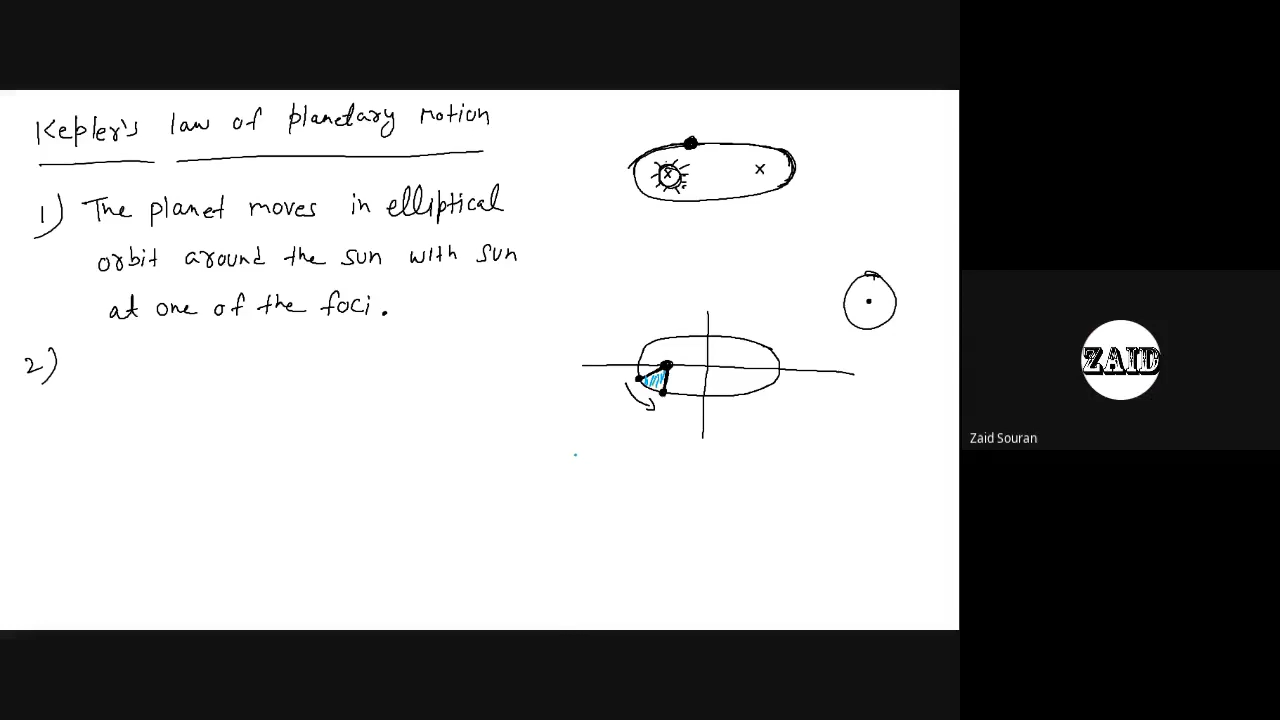 Kepler's law of planetary motion
1) The planet moves in elliptical
orbit around the sun with sun
at one of the foci.
2)
ZAID
Zaid Souran